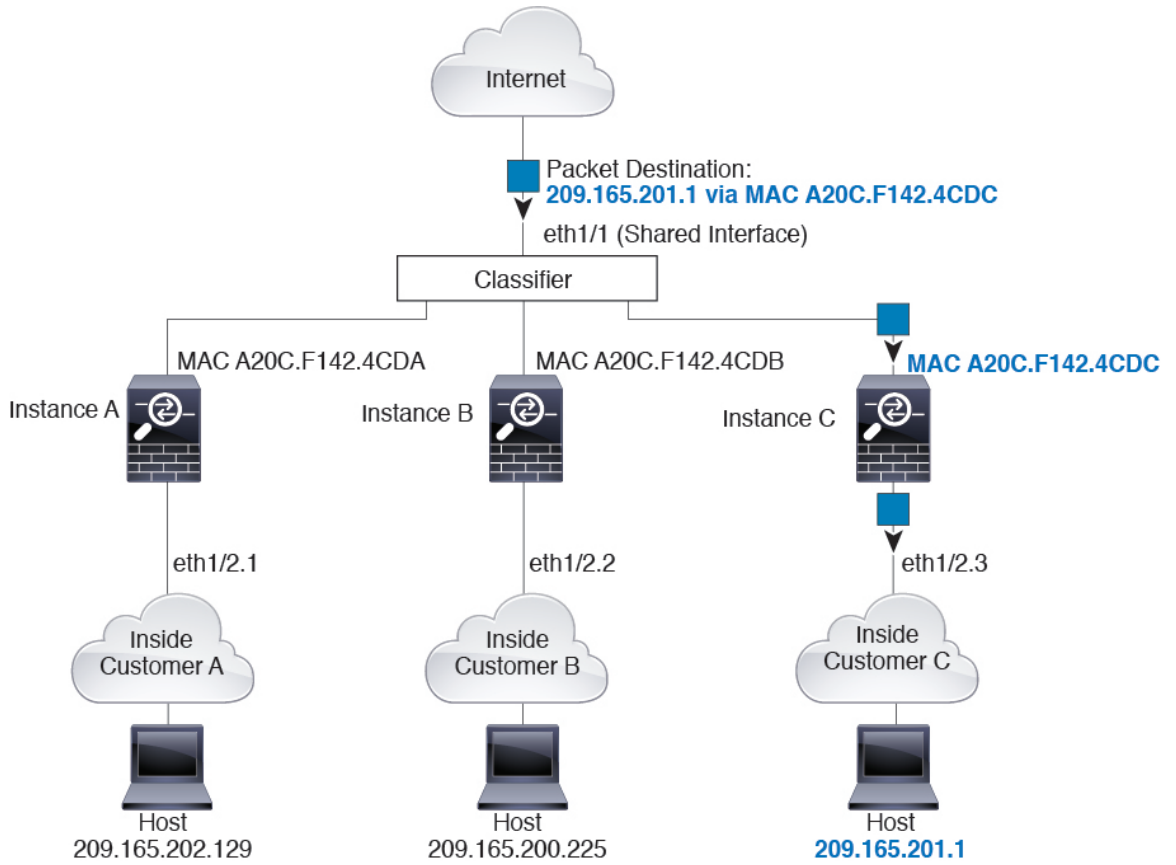 Internet
Packet Destination:
209.165.201.1 via MAC A20C.F142.4CDC
eth1/1 (Shared Interface)
Classifier
MAC A20C.F142.4CDA
MAC A20C.F142.4CDB
MAC A20C.F142.4CDC
Instance A
Instance B
Instance C
eth1/2.1
eth1/2.2
eth1/2.3
Inside
Customer A
Inside
Customer B
Inside
Customer C
Host
209.165.202.129
Host
209.165.200.225
Host
209.165.201.1